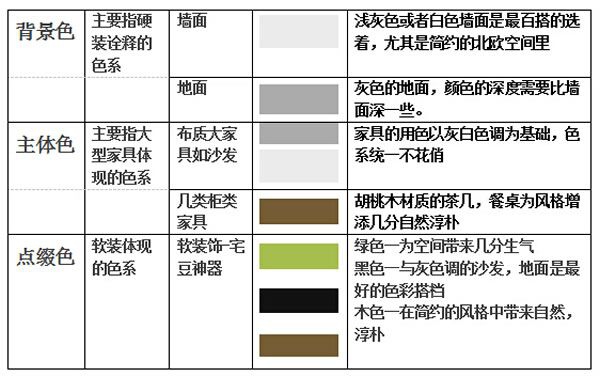 背景色
主要指硬
装诠释的
色系
墙面
浅灰色或者白色墙面是最百搭的选
着，尤其是简约的北欧空间里
地面
灰色的地面，颜色的深度需要比墙
面深一些。
主体色
主要指大
型家具体
现的色系
布质大家
具如沙发
家具的用色以灰白色调为基础，色
系统一不花俏
几类柜类
家具
胡桃木材质的茶几，餐桌为风格增
添几分自然淳朴
点缀色
软装体现
的色系
软装饰-宅
豆神器
绿色—为空间带来几分生气
黑色—与灰色调的沙发，地面是最
好的色彩搭档
木色—在简约的风格中带来自然，
淳朴